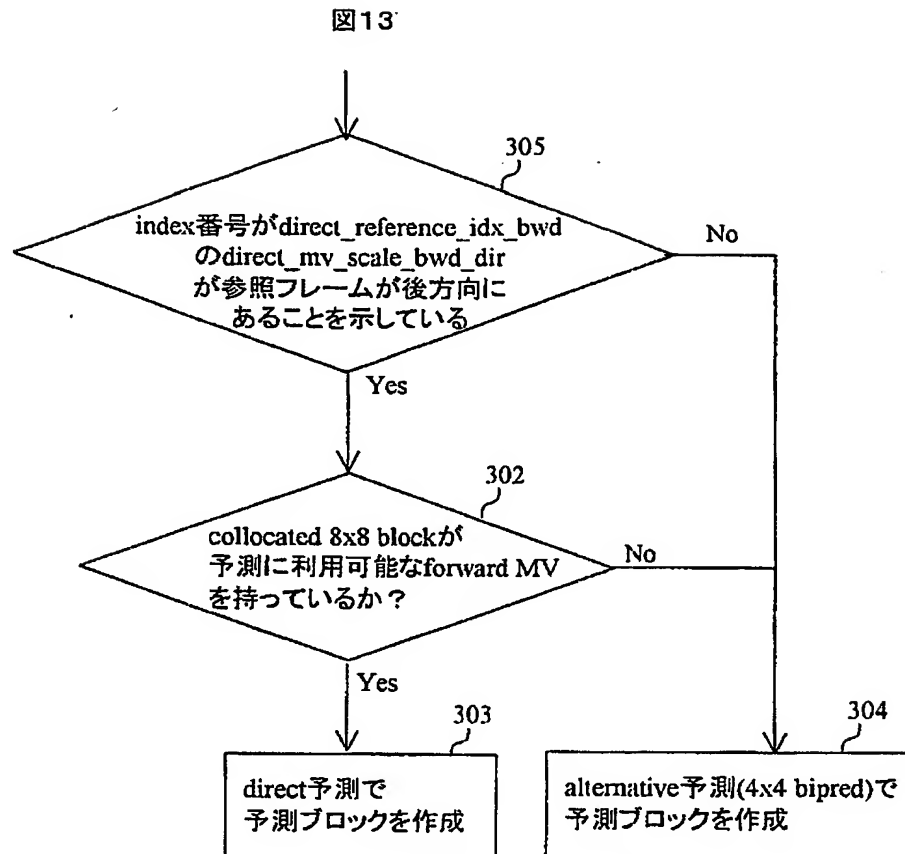 図13
305
index番号がdirect_reference_idx_bwd
のdirect_mv_scale_bwd_dir
が参照フレームが後方向に
あることを示している
No
Yes
302
collocated 8x8 blockが
予測に利用可能なforward MV
を持っているか？
No
Yes
303
direct予測で
予測ブロックを作成
304
alternative予測(4x4 bipred)で
予測ブロックを作成